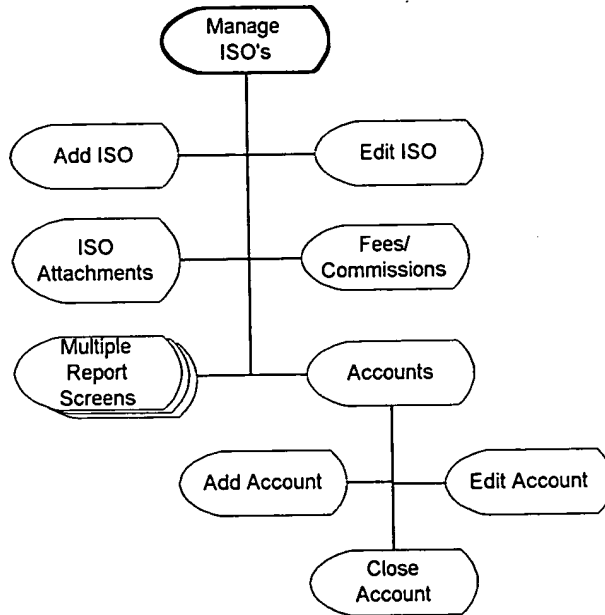 Manage
ISO's
Add ISO
Edit ISO
ISO
Attachments
Fees/
Commissions
Multiple
Report
Screens
Accounts
Add Account
Edit Account
Close
Account